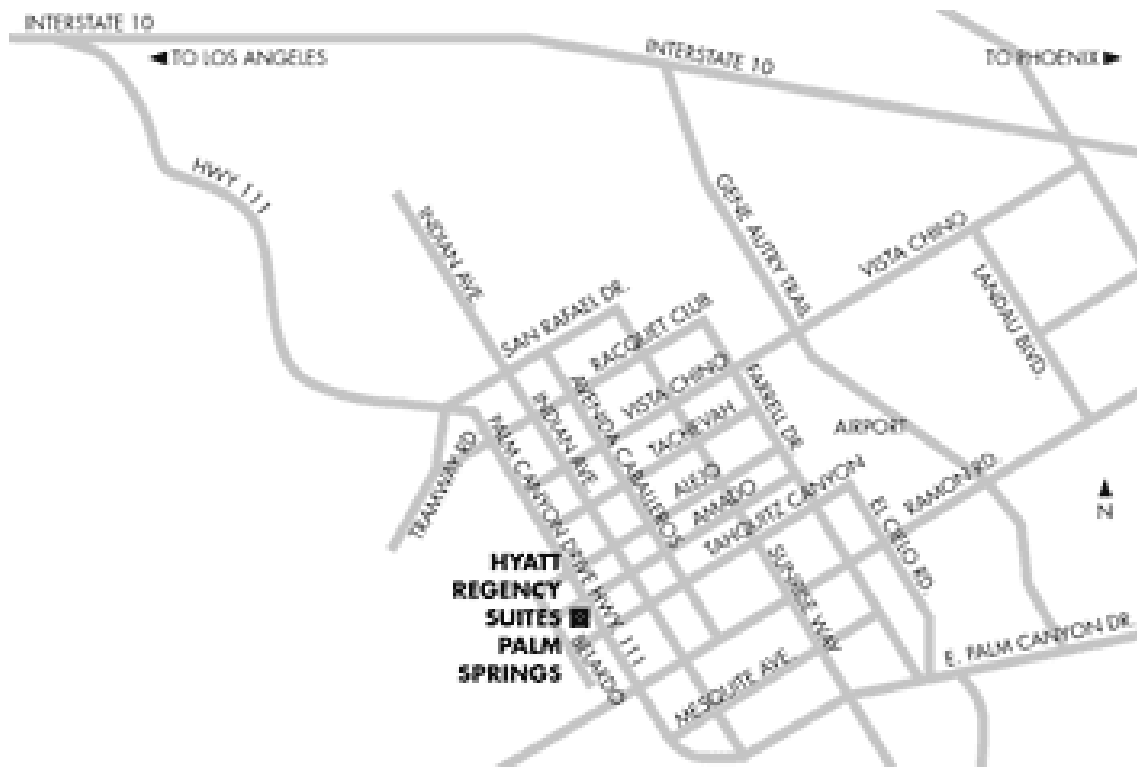 INTERSTATE 10
◄ TO LOS ANGELES
INTERSTATE 10
TO PHOENIX ►
HWY 111
INDIAN AVE.
GENE AUTRY TRAIL
VISTA CHINO
LANDAU BLVD.
SAN RAFAEL DR.
RACQUET CLUB
AVENIDA CABALLEROS
VISTA CHINO
FARRELL DR.
INDIAN AVE.
PALM CANYON DRIVE HWY. 111
TACHEVAH
TRAMWAY RD.
ALEJO
AMADO
TAHQUITZ CANYON
AIRPORT
RAMON RD.
EL CIELO RD.
N
SUNRISE WAY
HYATT
REGENCY
SUITES
PALM
SPRINGS
BELARDO
MESQUITE AVE.
E. PALM CANYON DR.